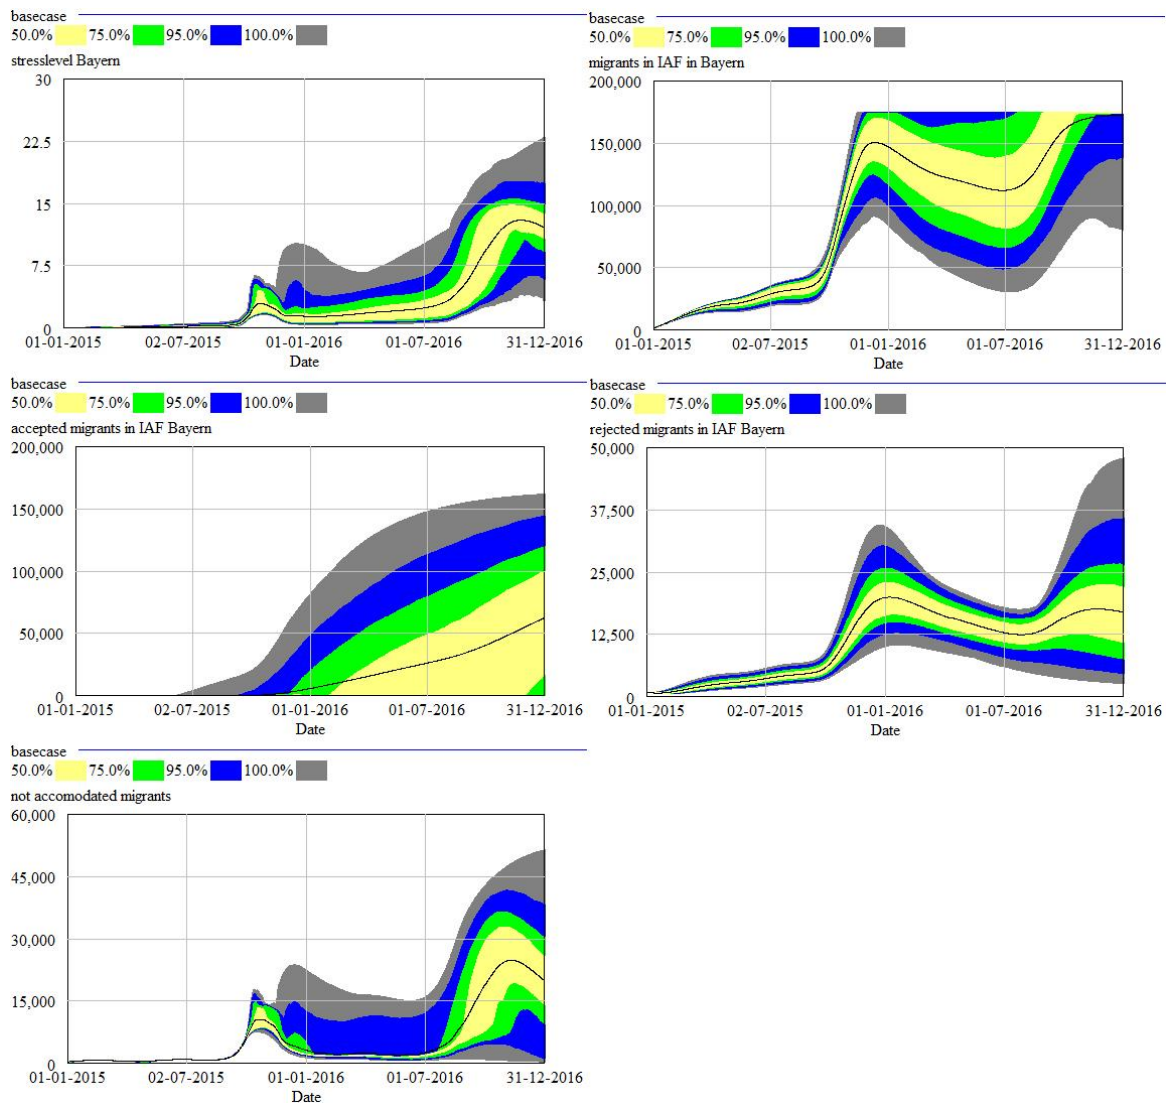 basecase
50.0% 75.0% 95.0% 100.0%
stresslevel Bayern
30
22.5
15
7.5
0
01-01-2015 02-07-2015 01-01-2016 01-07-2016 31-12-2016
Date
basecase
50.0% 75.0% 95.0% 100.0%
migrants in IAF in Bayern
200,000
150,000
100,000
50,000
0
01-01-2015 02-07-2015 01-01-2016 01-07-2016 31-12-2016
Date
basecase
50.0% 75.0% 95.0% 100.0%
accepted migrants in IAF Bayern
200,000
150,000
100,000
50,000
0
01-01-2015 02-07-2015 01-01-2016 01-07-2016 31-12-2016
Date
basecase
50.0% 75.0% 95.0% 100.0%
rejected migrants in IAF Bayern
50,000
37,500
25,000
12,500
0
01-01-2015 02-07-2015 01-01-2016 01-07-2016 31-12-2016
Date
basecase
50.0% 75.0% 95.0% 100.0%
not accomodated migrants
60,000
45,000
30,000
15,000
0
01-01-2015 02-07-2015 01-01-2016 01-07-2016 31-12-2016
Date